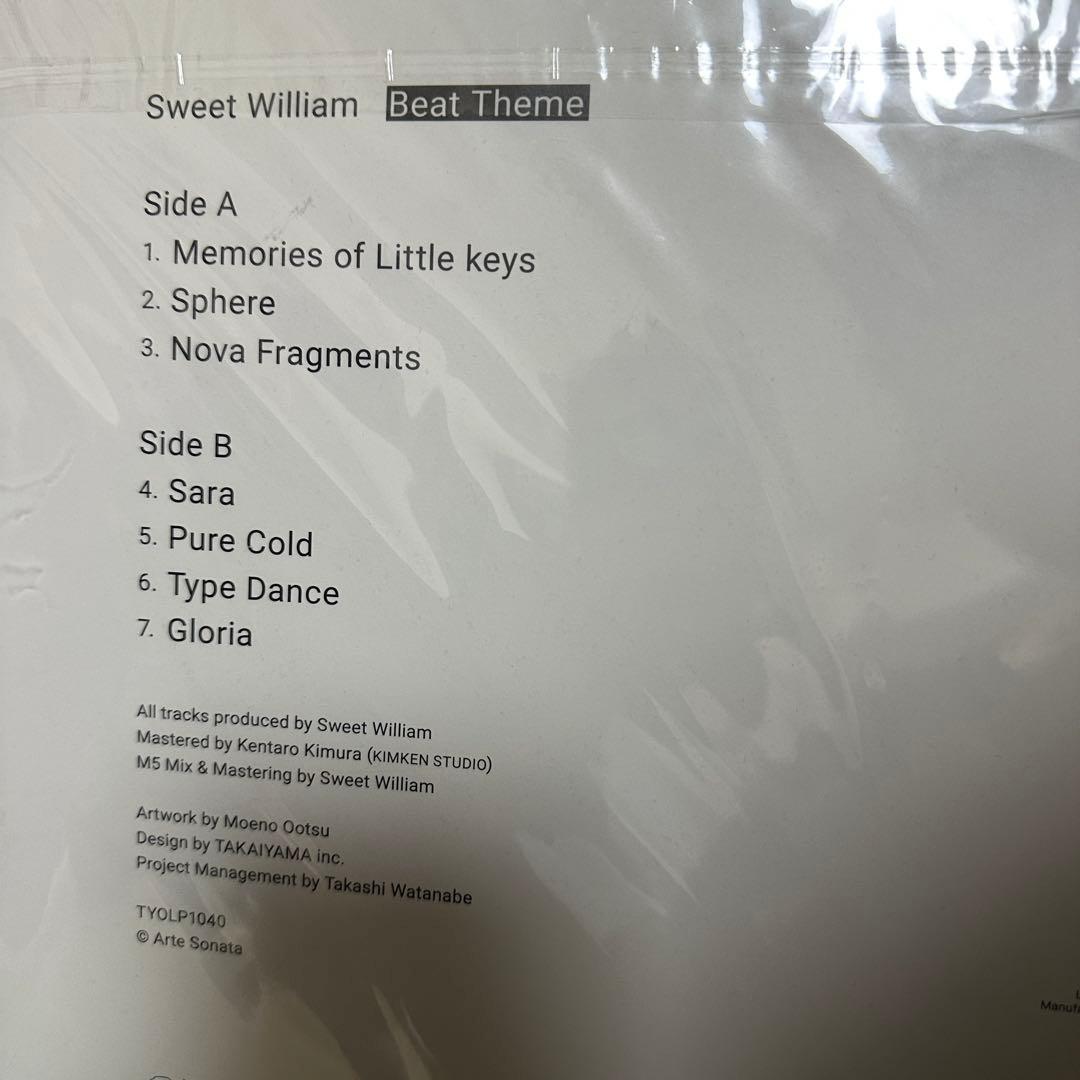 Sweet William Beat Theme
Side A
1. Memories of Little keys
2. Sphere
3. Nova Fragments
Side B
4. Sara
5. Pure Cold
6. Type Dance
7. Gloria
All tracks produced by Sweet William
Mastered by Kentaro Kimura (KIMKEN STUDIO)
M5 Mix & Mastering by Sweet William
Artwork by Moeno Ootsu
Design by TAKAIYAMA inc.
Project Management by Takashi Watanabe
TYOLP1040
© Arte Sonata